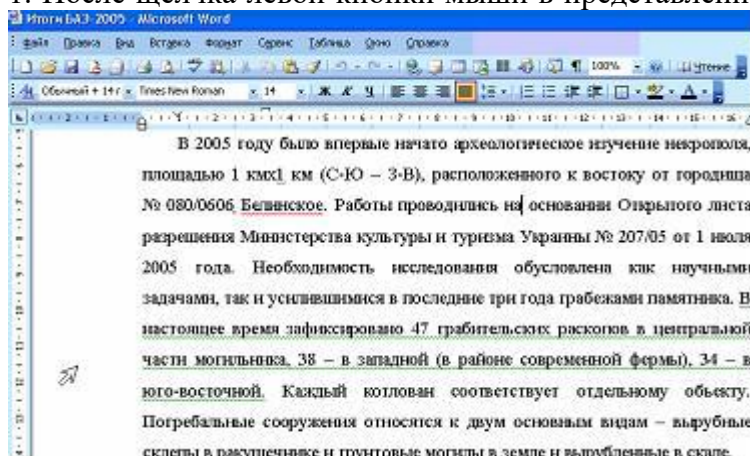 1. После щелчка левой кнопки мыши в представлении
Итоги БАЭ-2005 - Microsoft Word
Файл Правка Вид Вставка Формат Сервис Таблица Окно Справка
100% Чтение
Обычный + 14 г Times New Roman 14 Ж К Ч
В 2005 году было впервые начато археологическое изучение некрополя,
площадью 1 кмх1 км (С-Ю – З-В), расположенного к востоку от городища
№ 080/0606 Белинское. Работы проводились на основании Открытого листа
разрешения Министерства культуры и туризма Украины № 207/05 от 1 июля
2005 года. Необходимость исследования обусловлена как научными
задачами, так и усилившимися в последние три года грабежами памятника. В
настоящее время зафиксировано 47 грабительских раскопов в центральной
части могильника, 38 – в западной (в районе современной фермы), 34 – в
юго-восточной. Каждый котлован соответствует отдельному объекту.
Погребальные сооружения относятся к двум основным видам – вырубные
склепы в ракушечнике и грунтовые могилы в земле и вырубленные в скале.